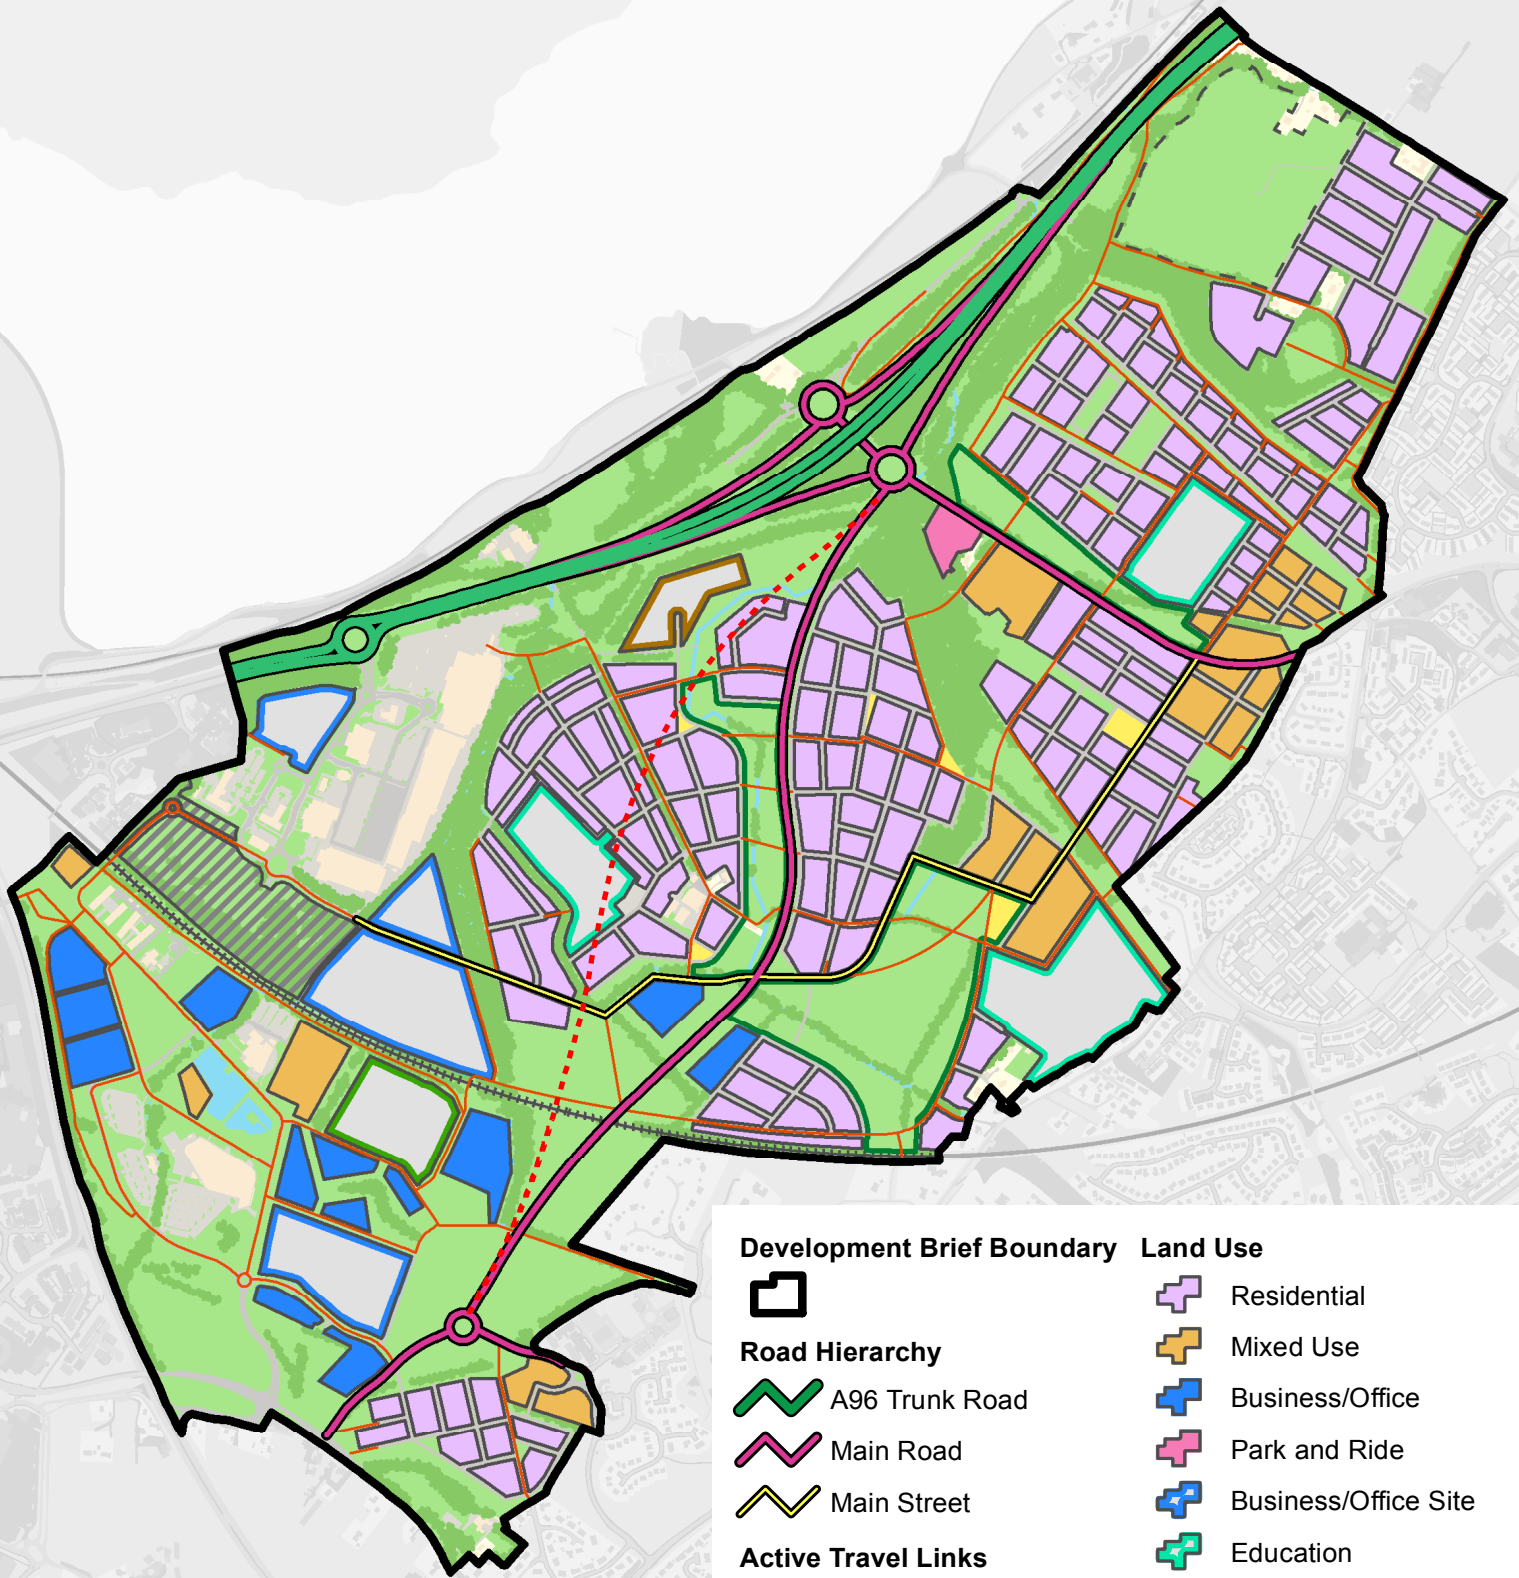 Development Brief Boundary
Road Hierarchy
A96 Trunk Road
Main Road
Main Street
Active Travel Links
Land Use
Residential
Mixed Use
Business/Office
Park and Ride
Business/Office Site
Education